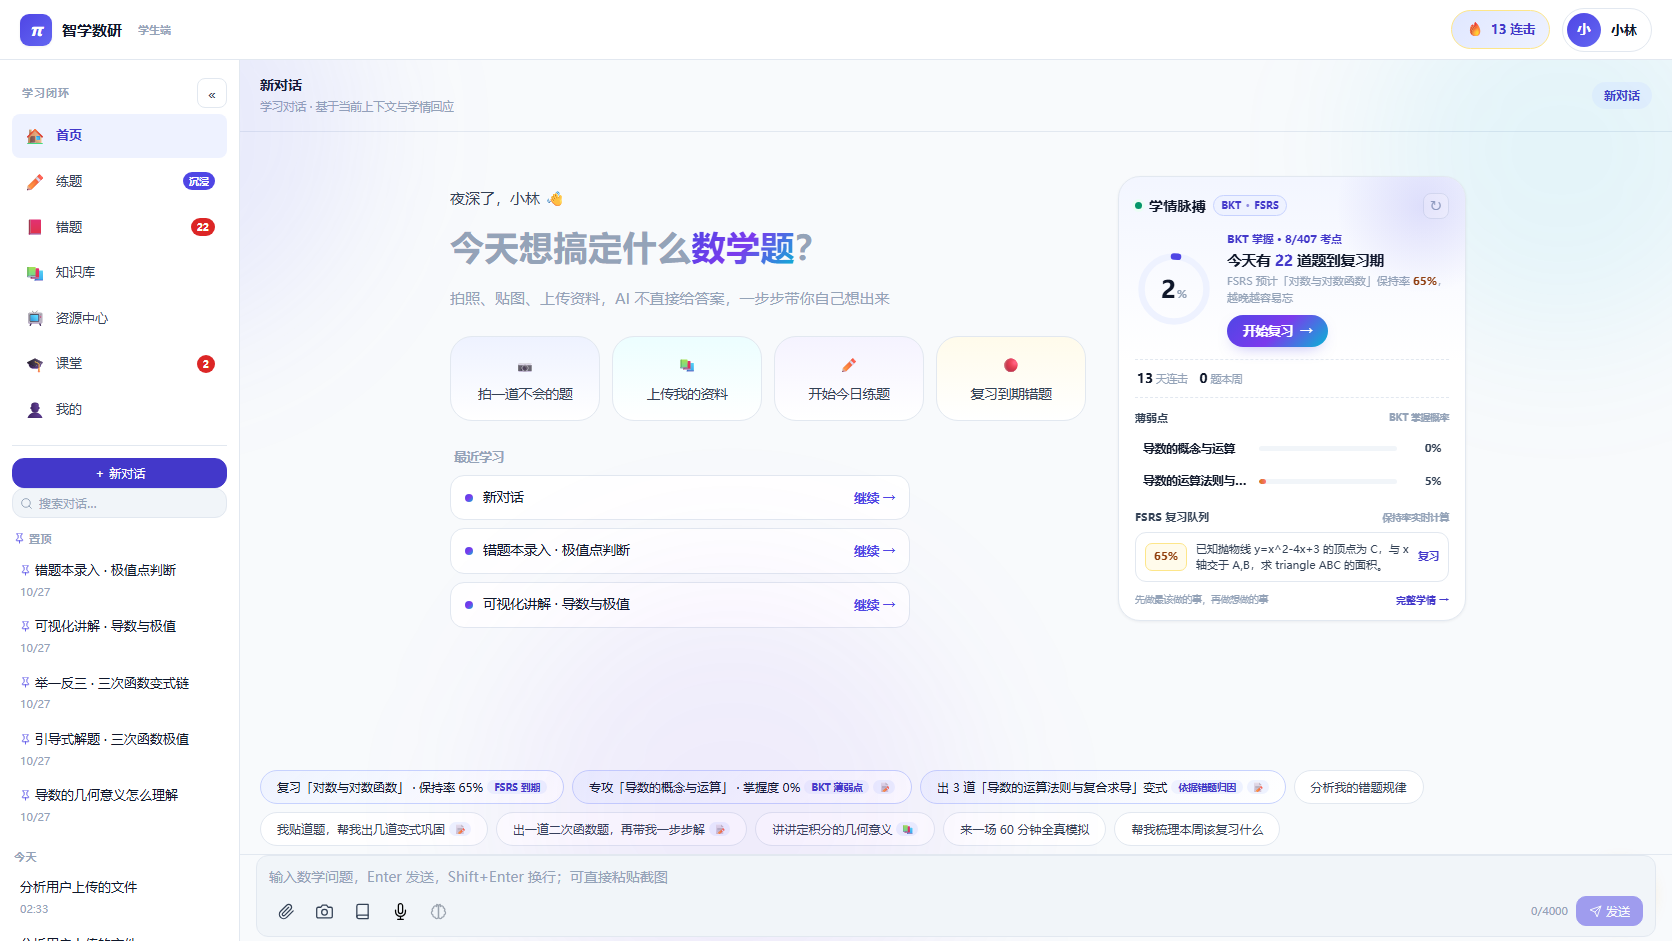 π 智学数研 学生端
13 连击
小 小林
学习闭环 «
首页
练题 沉浸
错题 22
知识库
资源中心
课堂 2
我的
+ 新对话
搜索对话...
置顶
错题本录入 · 极值点判断
10/27
可视化讲解 · 导数与极值
10/27
举一反三 · 三次函数变式链
10/27
引导式解题 · 三次函数极值
10/27
导数的几何意义怎么理解
10/27
今天
分析用户上传的文件
02:33
新对话
学习对话 · 基于当前上下文与学情回应
新对话
夜深了，小林
今天想搞定什么数学题?
拍照、贴图、上传资料，AI 不直接给答案，一步步带你自己想出来
拍一道不会的题
上传我的资料
开始今日练题
复习到期错题
最近学习
新对话 继续 →
错题本录入 · 极值点判断 继续 →
可视化讲解 · 导数与极值 继续 →
学情脉搏 BKT · FSRS ↻
2%
BKT 掌握 • 8/407 考点
今天有 22 道题到复习期
FSRS 预计「对数与对数函数」保持率 65%，
越晚越容易忘
开始复习 →
13 天连击 0 题本周
薄弱点 BKT 掌握概率
导数的概念与运算 0%
导数的运算法则与... 5%
FSRS 复习队列 保持率实时计算
65% 已知抛物线 y=x^2-4x+3 的顶点为 C，与 x
轴交于 A,B，求 triangle ABC 的面积。 复习
先做最该做的事，再做想做的事 完整学情 →
复习「对数与对数函数」 · 保持率 65% FSRS 到期
专攻「导数的概念与运算」 · 掌握度 0% BKT 薄弱点
出 3 道「导数的运算法则与复合求导」变式 依据错题归因
分析我的错题规律
我贴道题，帮我出几道变式巩固
出一道二次函数题，再带我一步步解
讲讲定积分的几何意义
来一场 60 分钟全真模拟
帮我梳理本周该复习什么
输入数学问题，Enter 发送，Shift+Enter 换行；可直接粘贴截图
0/4000 发送